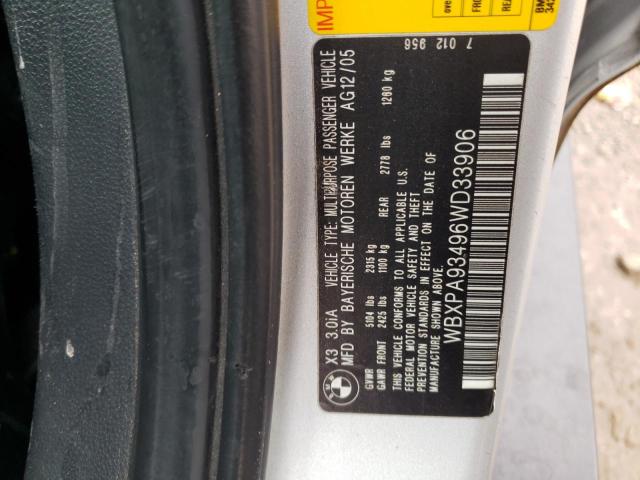 X3 3.0iA VEHICLE TYPE: MULTIPURPOSE PASSENGER VEHICLE
MFD BY BAYERISCHE MOTOREN WERKE AG12/05
GVWR 5104 lbs 2315 kg
GAWR FRONT 2425 lbs 1100 kg REAR 2778 lbs 1260 kg
THIS VEHICLE CONFORMS TO ALL APPLICABLE U.S.
FEDERAL MOTOR VEHICLE SAFETY AND THEFT
PREVENTION STANDARDS IN EFFECT ON THE DATE OF
MANUFACTURE SHOWN ABOVE.
WBXPA93496WD33906
7 012 958
IMP